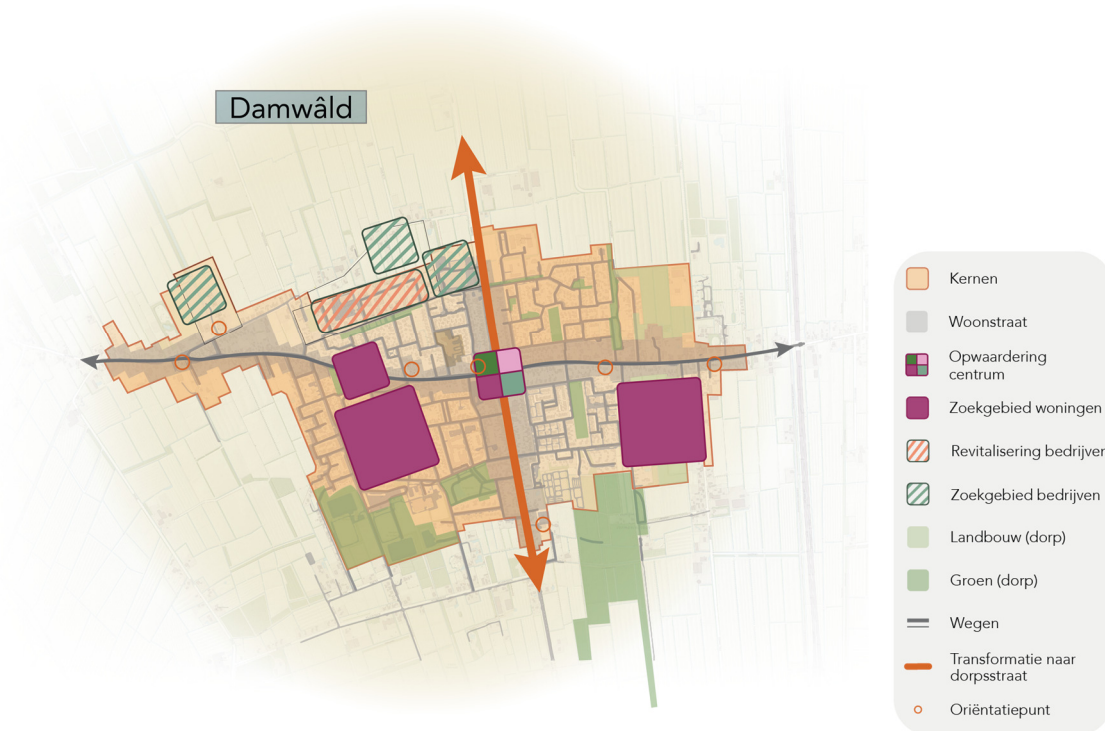 Damwâld
Kernen
Woonstraat
Opwaardering
centrum
Zoekgebied woningen
Revitalisering bedrijven
Zoekgebied bedrijven
Landbouw (dorp)
Groen (dorp)
Wegen
Transformatie naar
dorpsstraat
Oriëntatiepunt